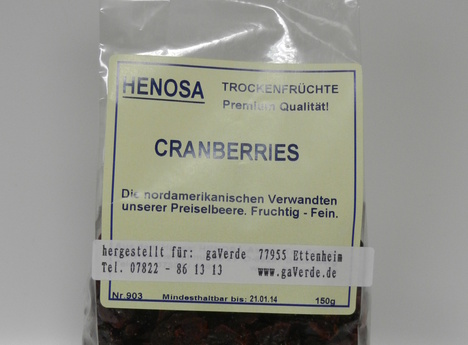 HENOSA TROCKENFRÜCHTE
Premium Qualität!
CRANBERRIES
Die nordamerikanischen Verwandten
unserer Preiselbeere. Fruchtig - Fein.
hergestellt für: gaVerde 77955 Ettenheim
Tel. 07822 - 86 13 13 www.gaVerde.de
Nr.903 Mindesthaltbar bis: 21.01.14 150g